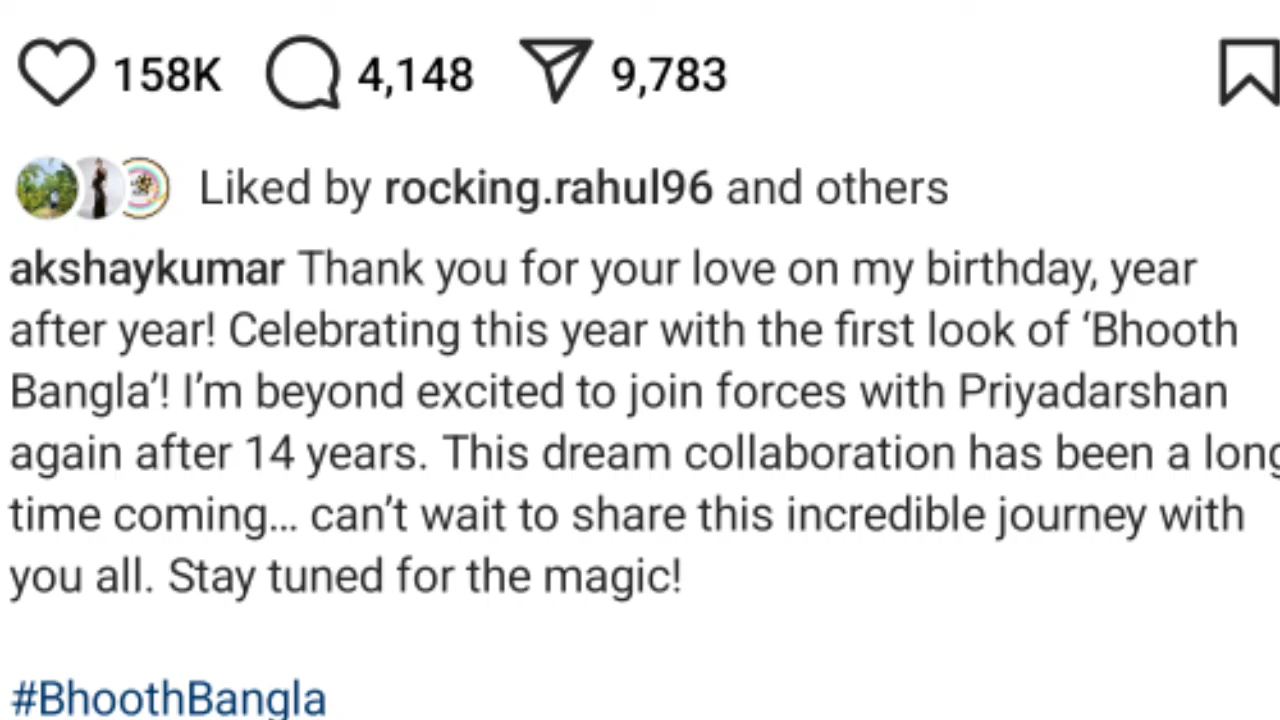 158K 4,148 9,783
Liked by rocking.rahul96 and others
akshaykumar Thank you for your love on my birthday, year
after year! Celebrating this year with the first look of ‘Bhooth
Bangla’! I’m beyond excited to join forces with Priyadarshan
again after 14 years. This dream collaboration has been a long
time coming… can’t wait to share this incredible journey with
you all. Stay tuned for the magic!
#BhoothBangla